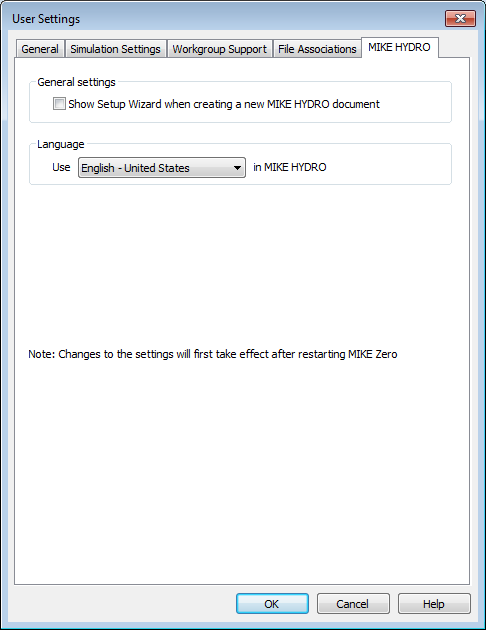 User Settings
General Simulation Settings Workgroup Support File Associations MIKE HYDRO
General settings
Show Setup Wizard when creating a new MIKE HYDRO document
Language
Use English - United States in MIKE HYDRO
Note: Changes to the settings will first take effect after restarting MIKE Zero
OK Cancel Help